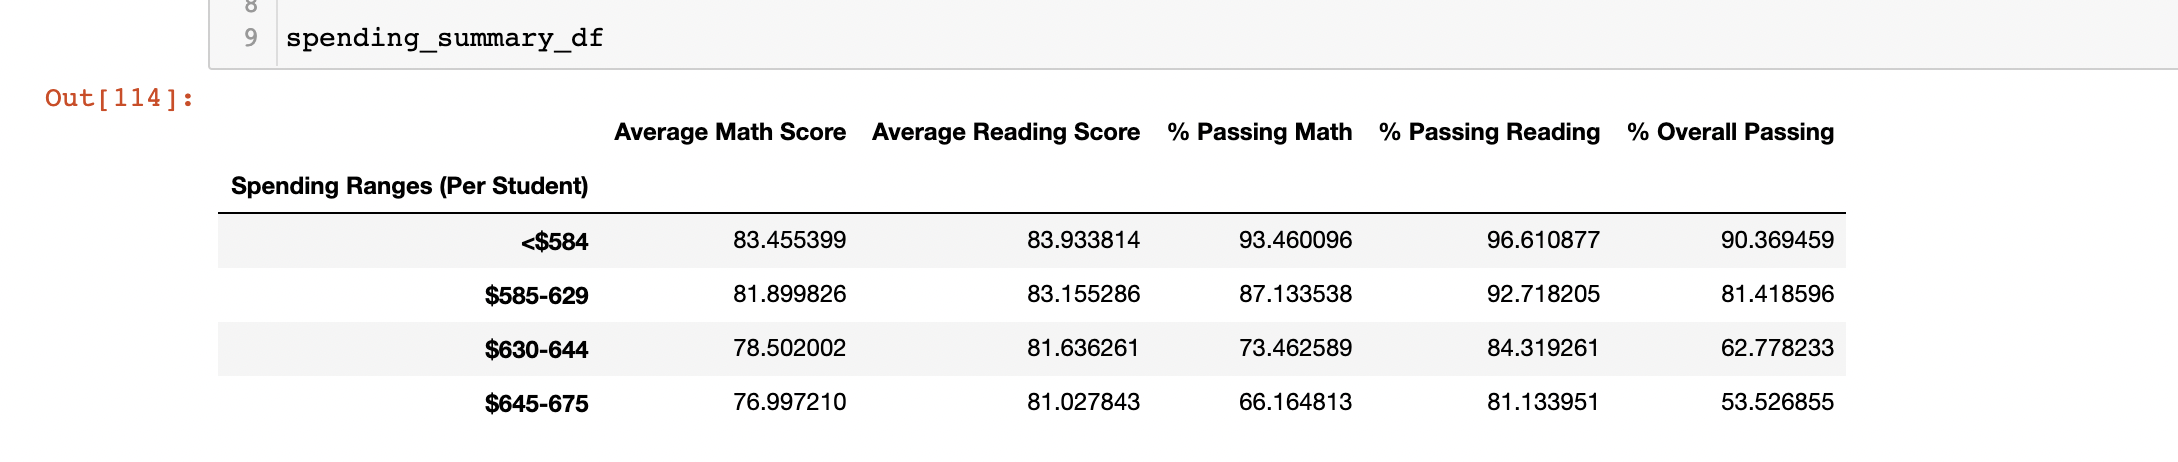 8
9 spending_summary_df
Out[114]:
Average Math Score Average Reading Score % Passing Math % Passing Reading % Overall Passing
Spending Ranges (Per Student)
<$584 83.455399 83.933814 93.460096 96.610877 90.369459
$585-629 81.899826 83.155286 87.133538 92.718205 81.418596
$630-644 78.502002 81.636261 73.462589 84.319261 62.778233
$645-675 76.997210 81.027843 66.164813 81.133951 53.526855